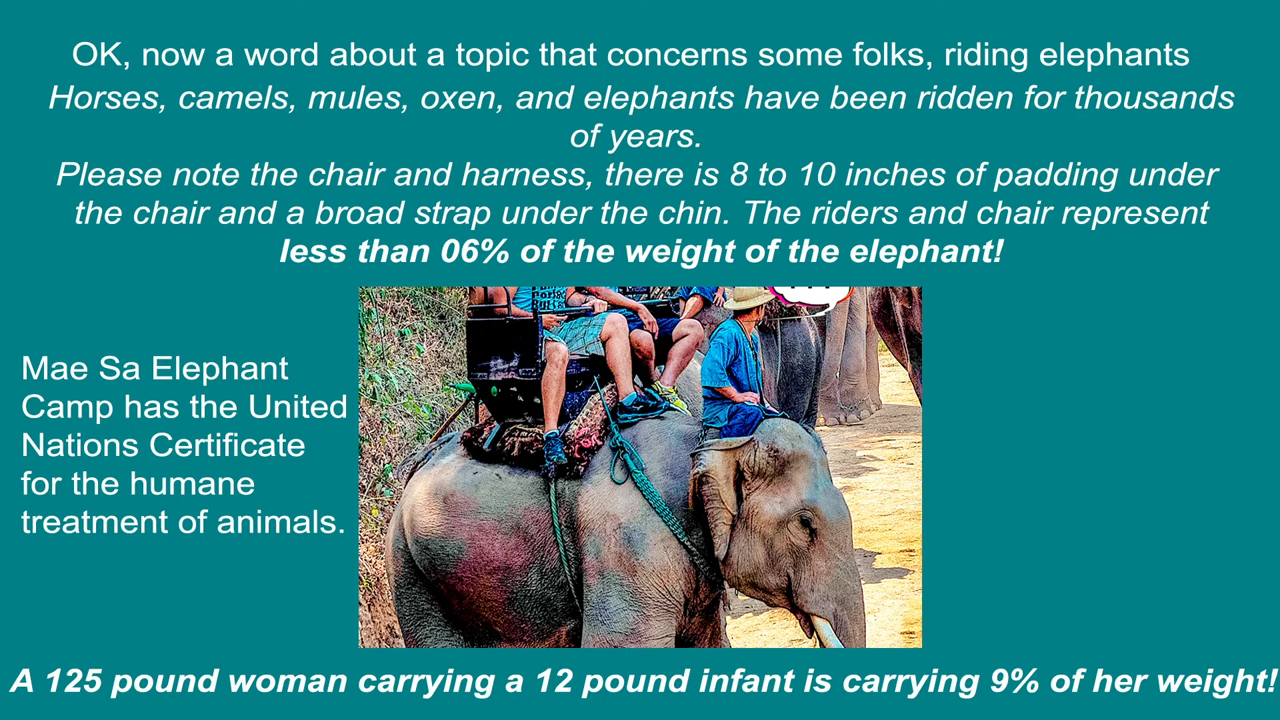 OK, now a word about a topic that concerns some folks, riding elephants
Horses, camels, mules, oxen, and elephants have been ridden for thousands
of years.
Please note the chair and harness, there is 8 to 10 inches of padding under
the chair and a broad strap under the chin. The riders and chair represent
less than 06% of the weight of the elephant!
Mae Sa Elephant
Camp has the United
Nations Certificate
for the humane
treatment of animals.
A 125 pound woman carrying a 12 pound infant is carrying 9% of her weight!